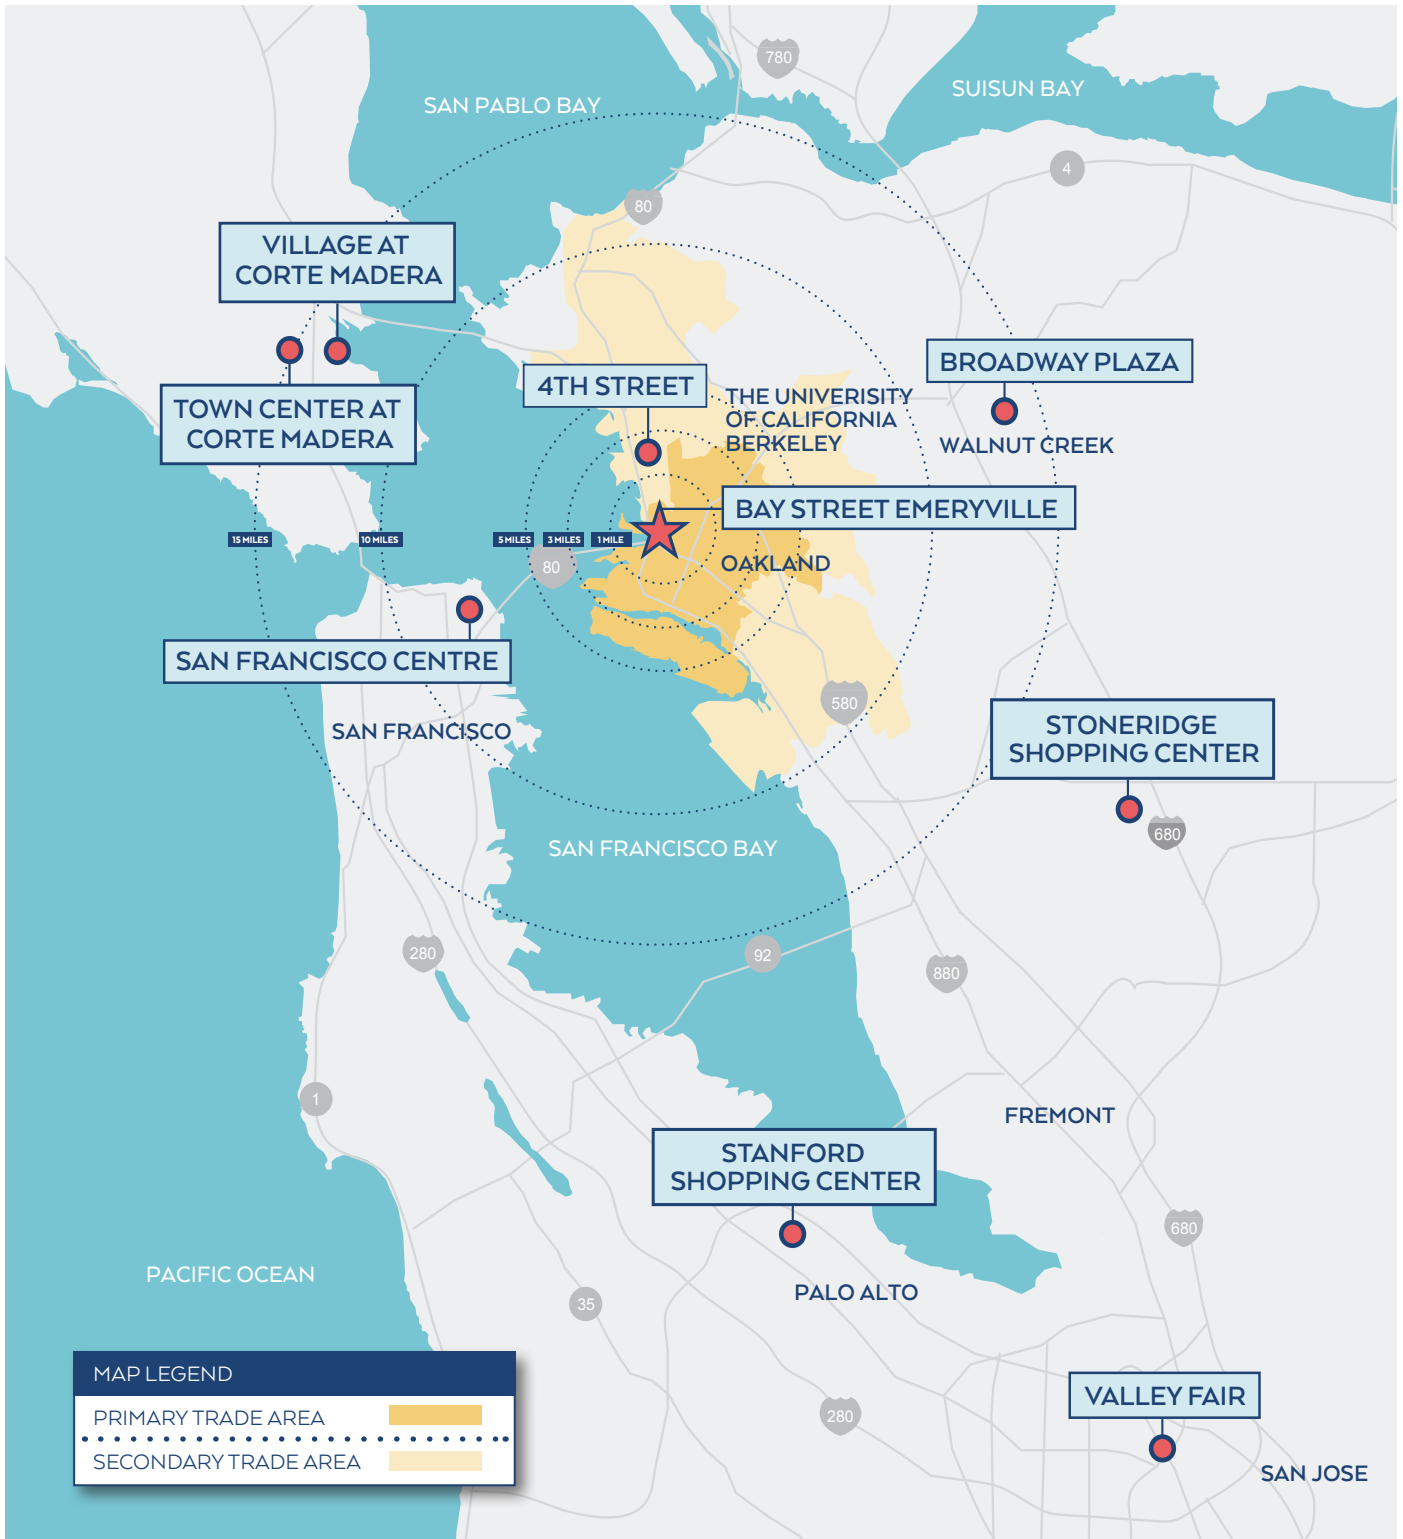 780
SUISUN BAY
SAN PABLO BAY
4
80
VILLAGE AT
CORTE MADERA
BROADWAY PLAZA
4TH STREET
THE UNIVERISITY
OF CALIFORNIA
BERKELEY
TOWN CENTER AT
CORTE MADERA
WALNUT CREEK
BAY STREET EMERYVILLE
15 MILES
10 MILES
5 MILES
3 MILES
1 MILE
80
OAKLAND
SAN FRANCISCO CENTRE
580
SAN FRANCISCO
STONERIDGE
SHOPPING CENTER
680
SAN FRANCISCO BAY
280
92
880
1
FREMONT
STANFORD
SHOPPING CENTER
680
PACIFIC OCEAN
PALO ALTO
35
MAP LEGEND
PRIMARY TRADE AREA
SECONDARY TRADE AREA
280
VALLEY FAIR
SAN JOSE